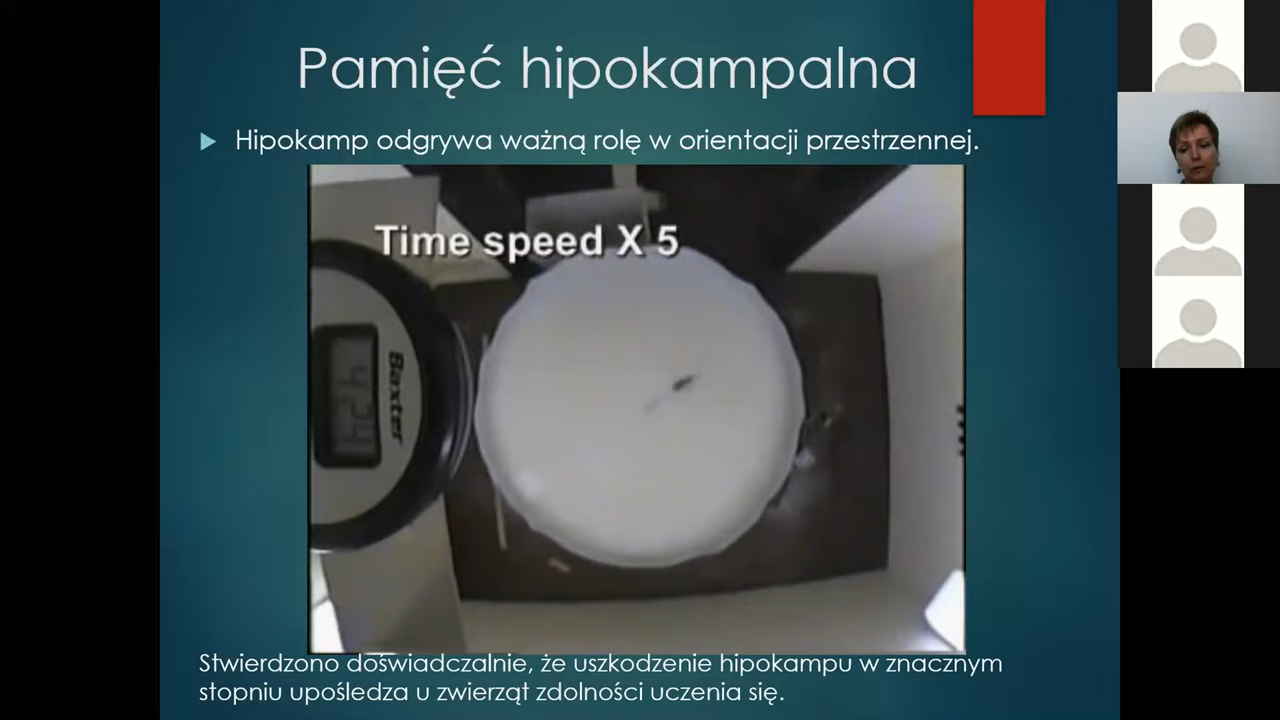 Pamięć hipokampalna
Hipokamp odgrywa ważną rolę w orientacji przestrzennej.
Time speed X 5
Baxter
Stwierdzono doświadczalnie, że uszkodzenie hipokampu w znacznym
stopniu upośledza u zwierząt zdolności uczenia się.